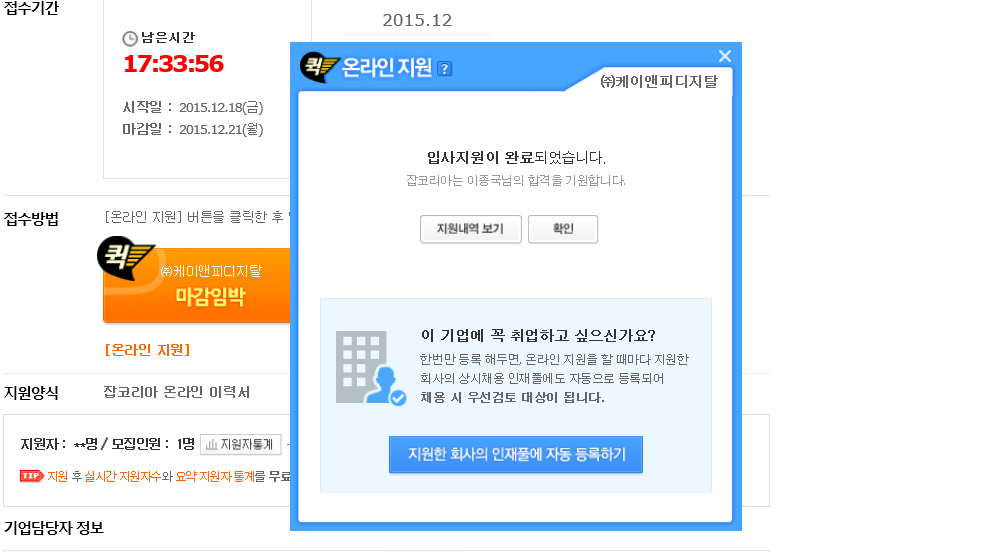 접수기간
남은시간
17:33:56
시작일 : 2015.12.18(금)
마감일 : 2015.12.21(월)
2015.12
퀵 온라인 지원 ?
㈜케이앤피디지탈
입사지원이 완료되었습니다.
잡코리아는 이종국님의 합격을 기원합니다.
지원내역 보기
확인
이 기업에 꼭 취업하고 싶으신가요?
한번만 등록 해두면, 온라인 지원을 할 때마다 지원한
회사의 상시채용 인재풀에도 자동으로 등록되어
채용 시 우선검토 대상이 됩니다.
지원한 회사의 인재풀에 자동 등록하기
접수방법
[온라인 지원] 버튼을 클릭한 후
퀵
㈜케이앤피디지탈
마감임박
[온라인 지원]
지원양식
잡코리아 온라인 이력서
지원자 : **명 / 모집인원 : 1명 지원자통계
TIP 지원 후 실시간 지원자수와 요약 지원자 통계를 무료
기업담당자 정보